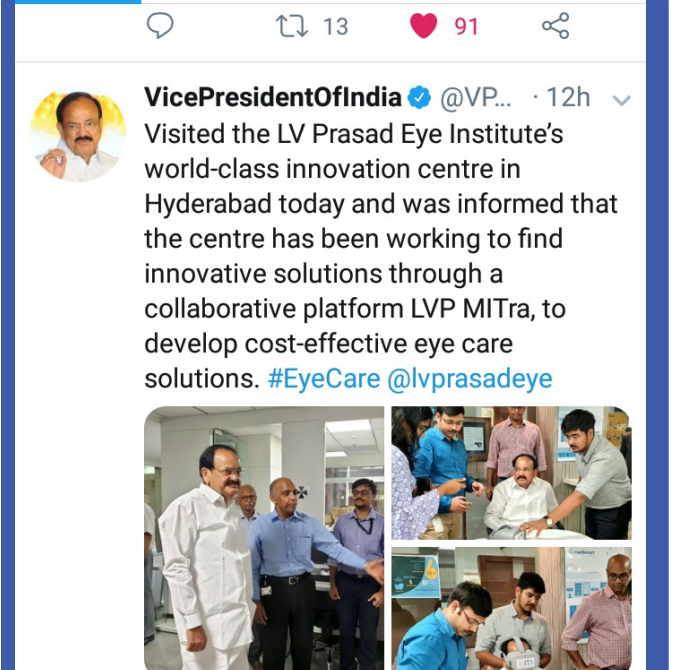 13 91
VicePresidentOfIndia @VP... · 12h
Visited the LV Prasad Eye Institute's
world-class innovation centre in
Hyderabad today and was informed that
the centre has been working to find
innovative solutions through a
collaborative platform LVP MITra, to
develop cost-effective eye care
solutions. #EyeCare @lvprasadeye